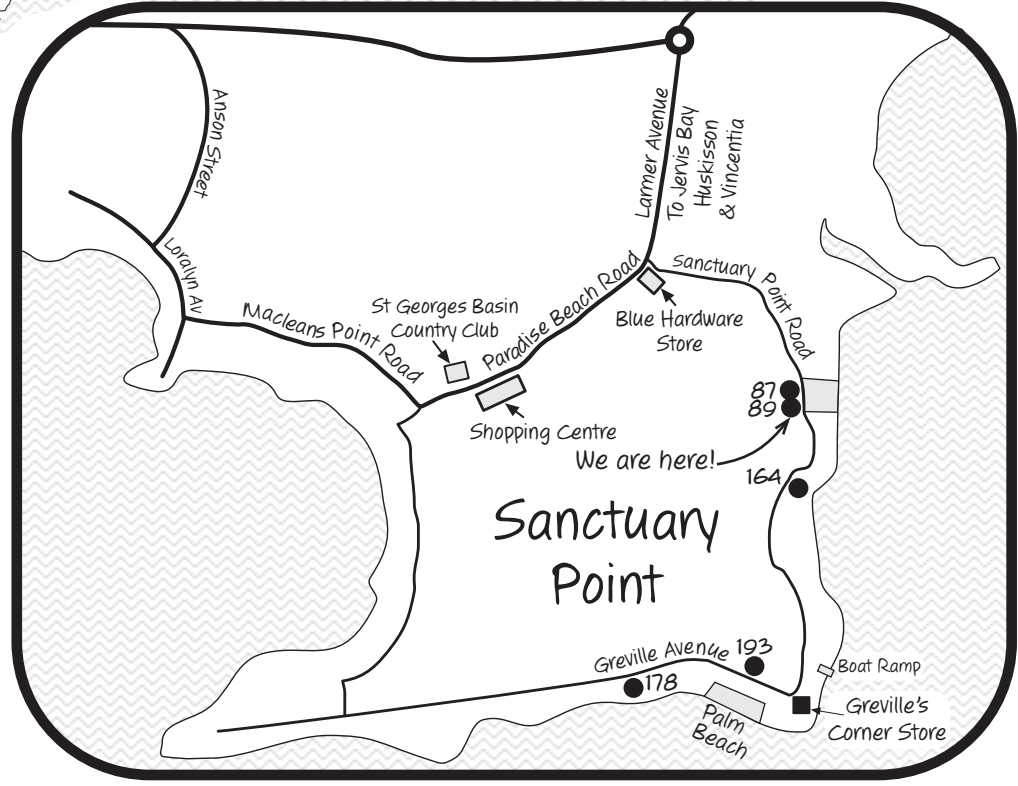 Anson Street
Larmer Avenue
To Jervis Bay
Huskisson
& Vincentia
Loralyn Av
Macleans Point Road
St Georges Basin
Country Club
Paradise Beach Road
Sanctuary Point Road
Blue Hardware
Store
Shopping Centre
87
89
We are here!
164
Sanctuary
Point
Greville Avenue
193
178
Boat Ramp
Palm
Beach
Greville's
Corner Store